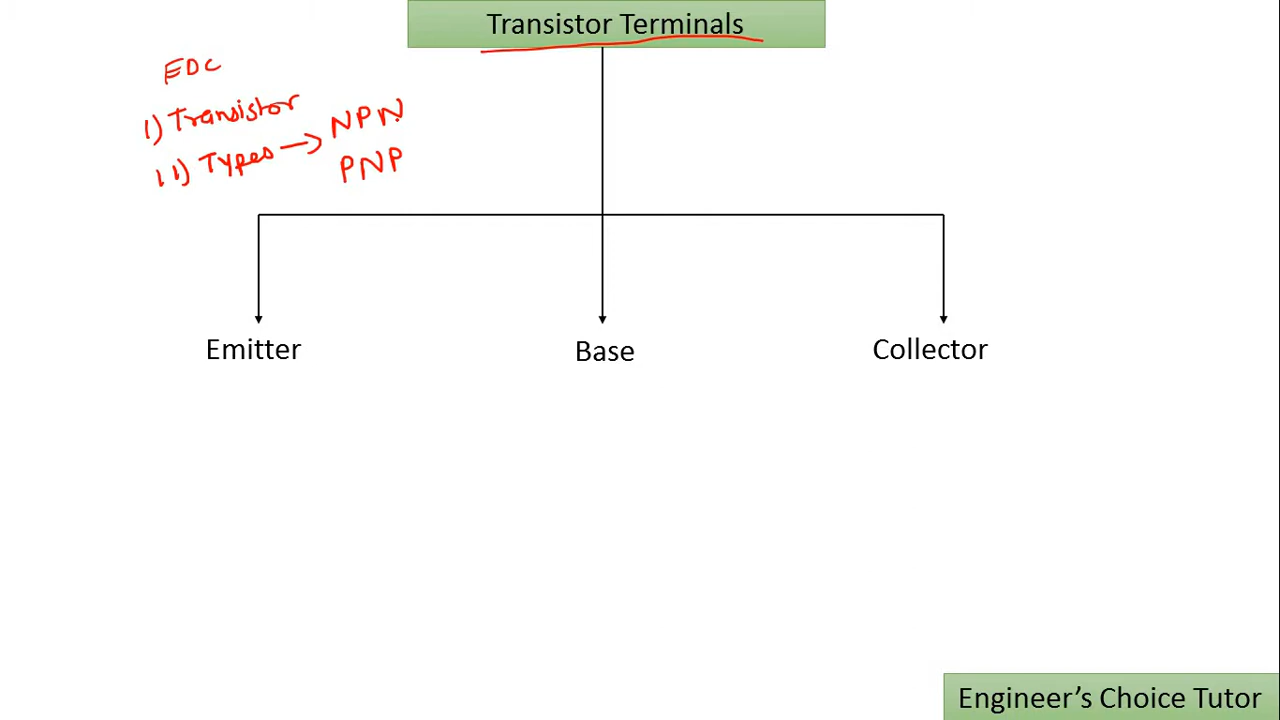 Transistor Terminals
EDC
i) Transistor
ii) Types → NPN
PNP
Emitter
Base
Collector
Engineer’s Choice Tutor